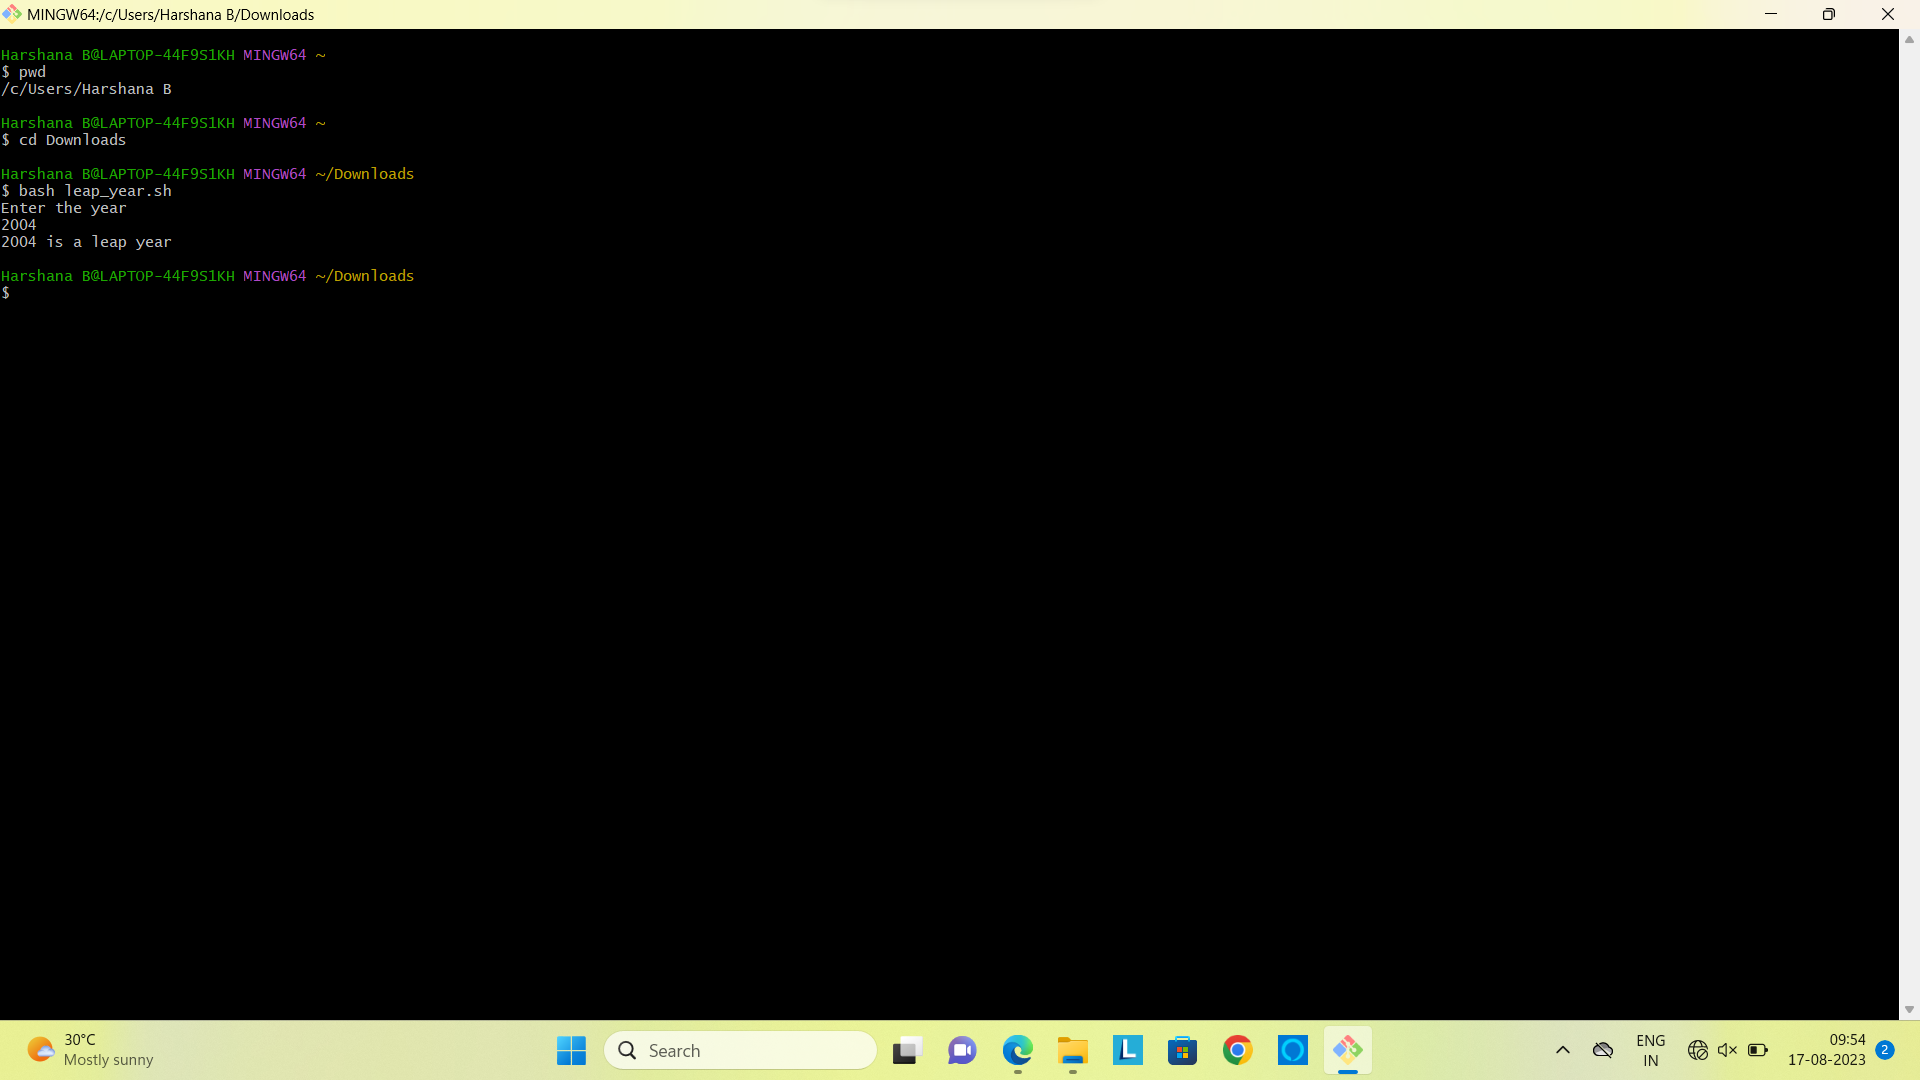 MINGW64:/c/Users/Harshana B/Downloads
Harshana B@LAPTOP-44F9S1KH MINGW64 ~
$ pwd
/c/Users/Harshana B
Harshana B@LAPTOP-44F9S1KH MINGW64 ~
$ cd Downloads
Harshana B@LAPTOP-44F9S1KH MINGW64 ~/Downloads
$ bash leap_year.sh
Enter the year
2004
2004 is a leap year
Harshana B@LAPTOP-44F9S1KH MINGW64 ~/Downloads
$
30°C
Mostly sunny
Search
L
ENG
IN
09:54
17-08-2023
2